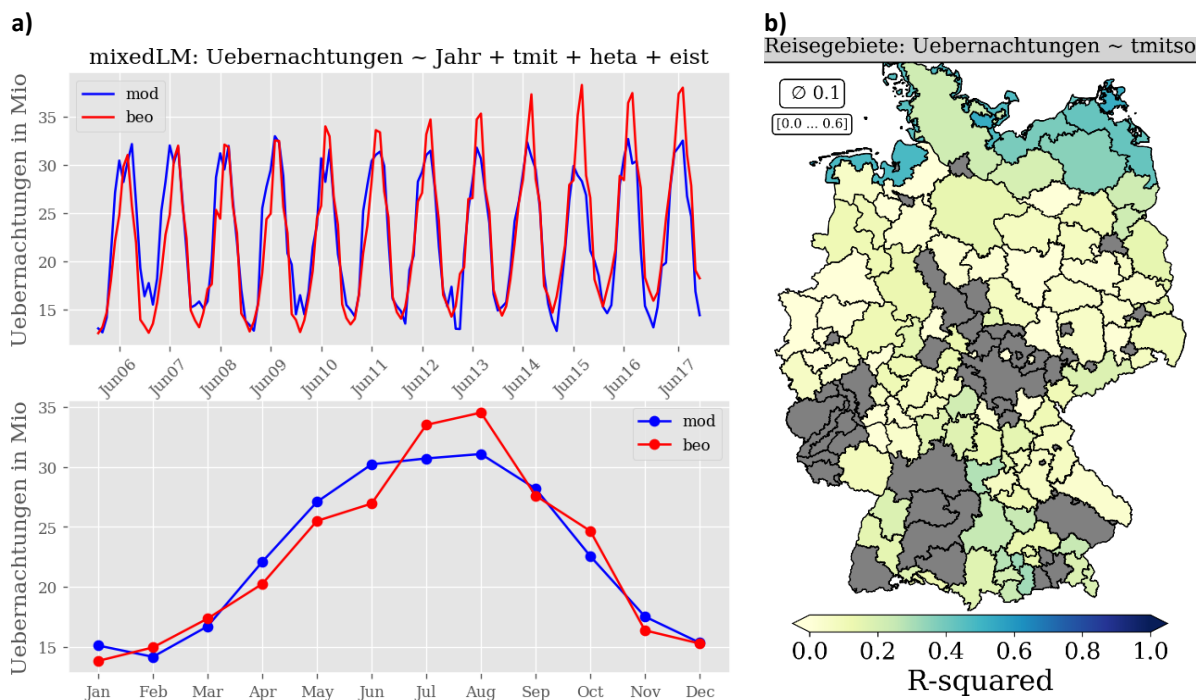 a)
mixedLM: Uebernachtungen ~ Jahr + tmit + heta + eist
Uebernachtungen in Mio
35
30
25
20
15
mod
beo
Jun06
Jun07
Jun08
Jun09
Jun10
Jun11
Jun12
Jun13
Jun14
Jun15
Jun16
Jun17
Uebernachtungen in Mio
35
30
25
20
15
mod
beo
Jan
Feb
Mar
Apr
May
Jun
Jul
Aug
Sep
Oct
Nov
Dec
b)
Reisegebiete: Uebernachtungen ~ tmitso
∅ 0.1
[0.0 ... 0.6]
0.0
0.2
0.4
0.6
0.8
1.0
R-squared